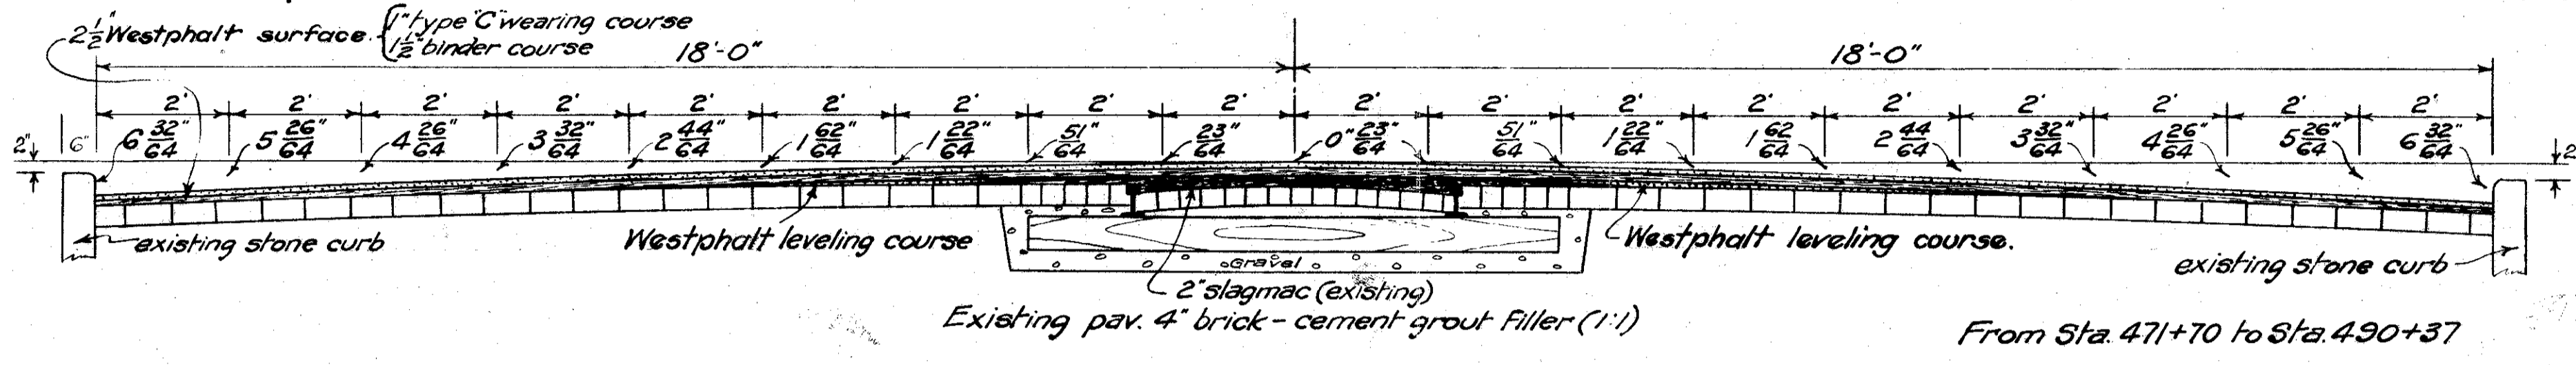 2 1/2" Westphalt surface. { 1" type "C" wearing course
1 1/2" binder course
18'-0" 18'-0"
2' 2' 2' 2' 2' 2' 2' 2' 2' 2' 2' 2' 2' 2' 2' 2' 2' 2'
2" 6" 6 32/64" 5 26/64" 4 26/64" 3 32/64" 2 44/64" 1 62/64" 1 22/64" 51/64" 23/64" 0" 23/64" 51/64" 1 22/64" 1 62/64" 2 44/64 3 32/64" 4 26/64" 5 26/64" 6 32/64" 2
existing stone curb Westphalt leveling course Westphalt leveling course.
Gravel existing stone curb
2" slagmac (existing)
Existing pav. 4" brick - cement grout filler (1:1)
From Sta. 471+70 to Sta. 490+37